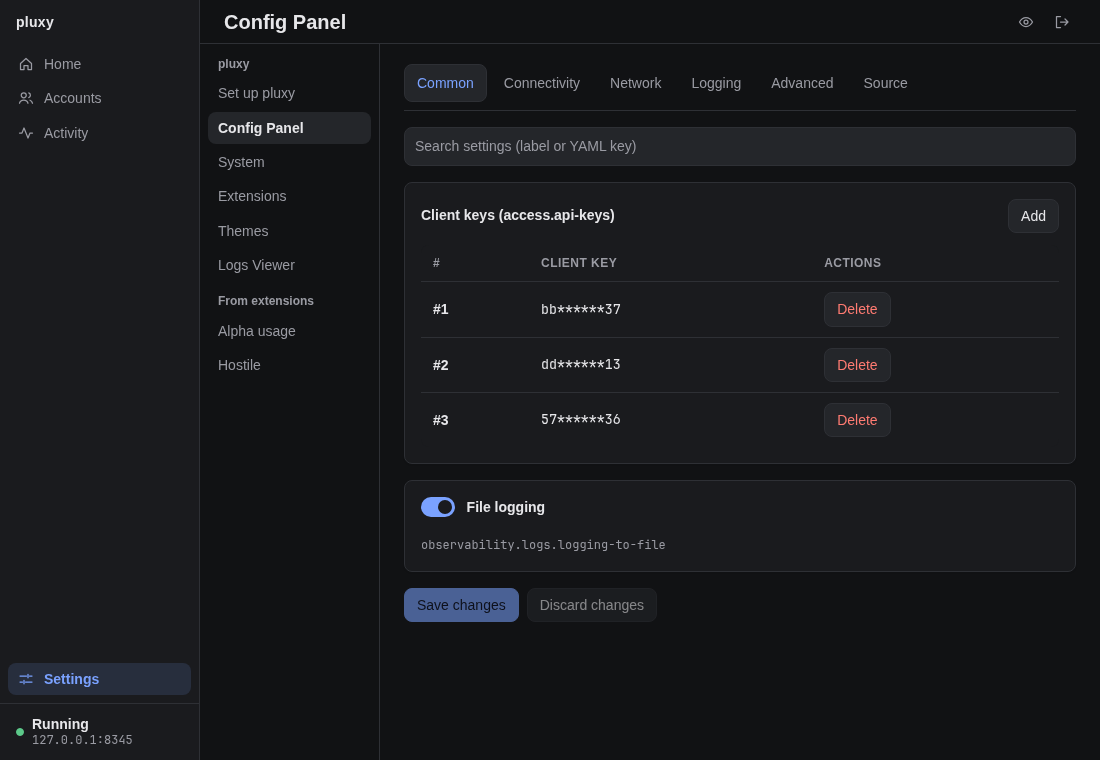 pluxy
Config Panel
Home
Accounts
Activity
Settings
Running
127.0.0.1:8345
pluxy
Set up pluxy
Config Panel
System
Extensions
Themes
Logs Viewer
From extensions
Alpha usage
Hostile
Common Connectivity Network Logging Advanced Source
Search settings (label or YAML key)
Client keys (access.api-keys) Add
# CLIENT KEY ACTIONS
#1 bb******37 Delete
#2 dd******13 Delete
#3 57******36 Delete
File logging
observability.logs.logging-to-file
Save changes Discard changes